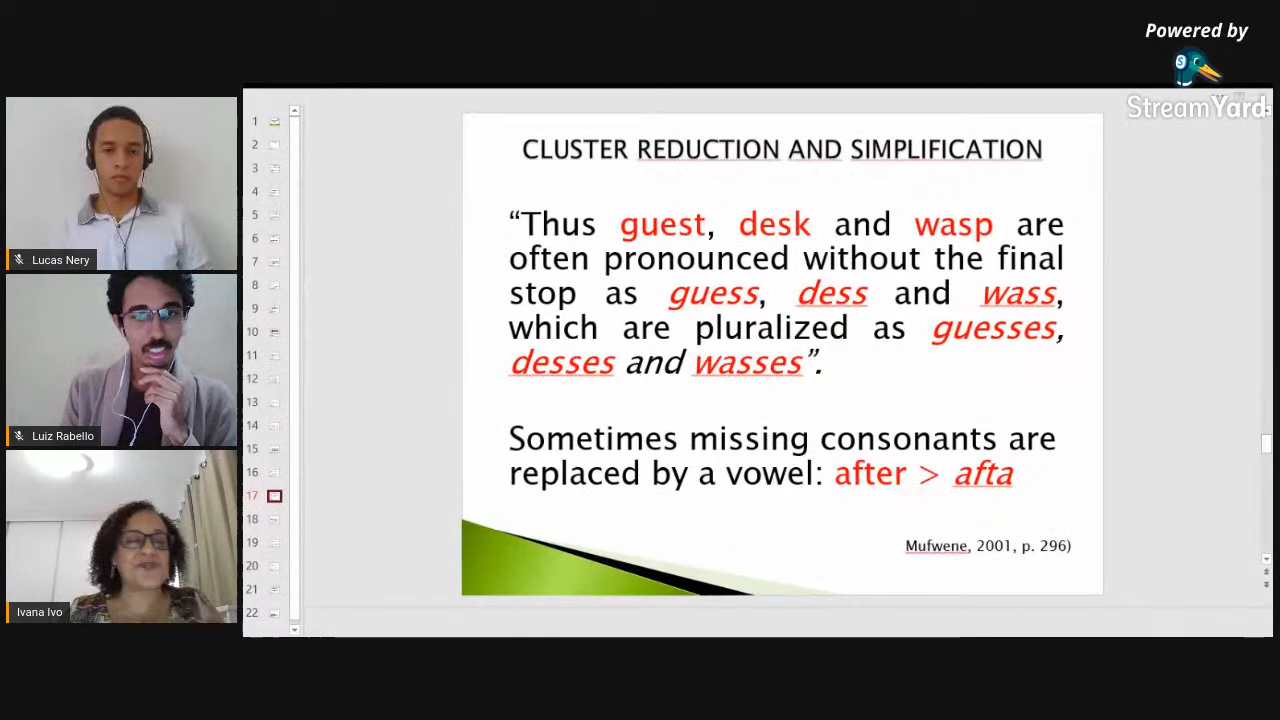 Powered by
StreamYard
Lucas Nery
Luiz Rabello
Ivana Ivo
1
2
3
4
5
6
7
8
9
10
11
12
13
14
15
16
17
18
19
20
21
22
CLUSTER REDUCTION AND SIMPLIFICATION
“Thus guest, desk and wasp are
often pronounced without the final
stop as guess, dess and wass,
which are pluralized as guesses,
desses and wasses”.
Sometimes missing consonants are
replaced by a vowel: after > afta
Mufwene, 2001, p. 296)